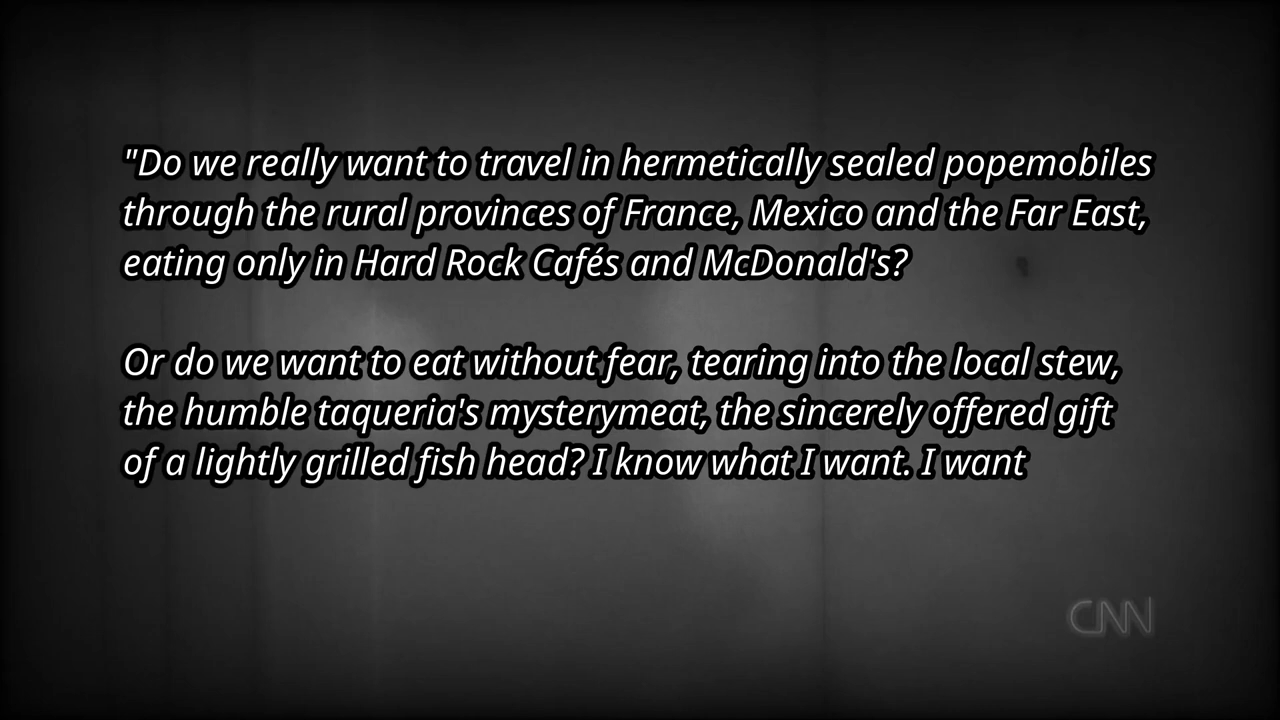 "Do we really want to travel in hermetically sealed popemobiles
through the rural provinces of France, Mexico and the Far East,
eating only in Hard Rock Cafés and McDonald's?
Or do we want to eat without fear, tearing into the local stew,
the humble taqueria's mysterymeat, the sincerely offered gift
of a lightly grilled fish head? I know what I want. I want
CNN